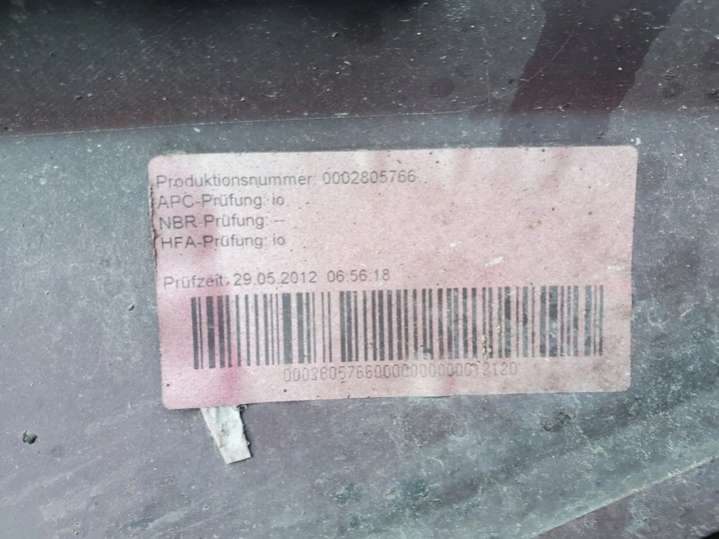 Produktionsnummer: 0002805766
APC-Prüfung: io
NBR-Prüfung: --
HFA-Prüfung: io
Prüfzeit: 29.05.2012 06:56:18